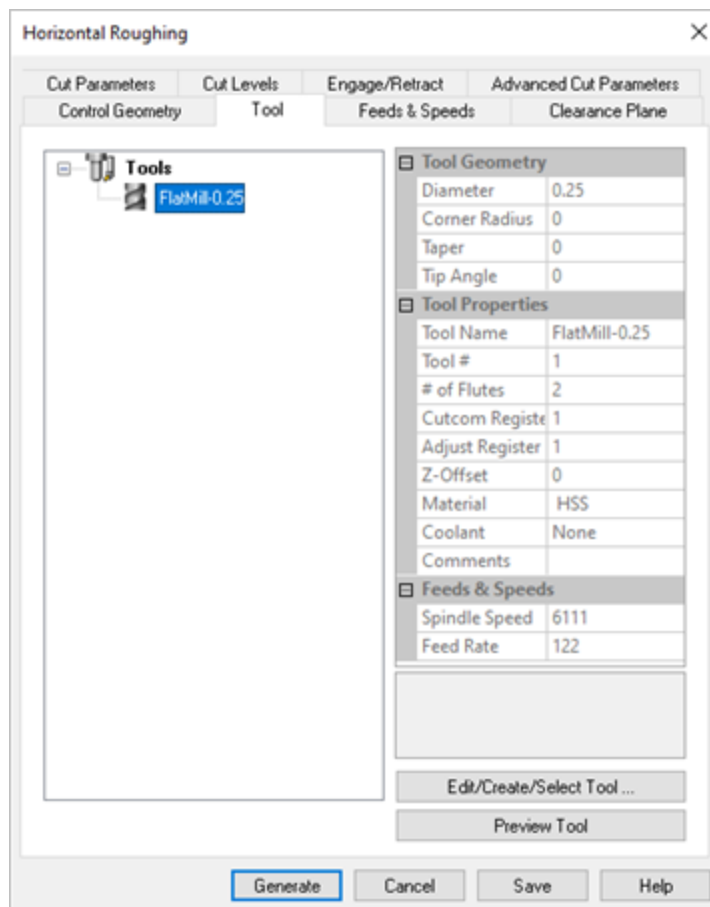 Horizontal Roughing
Cut Parameters Cut Levels Engage/Retract Advanced Cut Parameters
Control Geometry Tool Feeds & Speeds Clearance Plane
Tools
FlatMill-0.25
Tool Geometry
Diameter 0.25
Corner Radius 0
Taper 0
Tip Angle 0
Tool Properties
Tool Name FlatMill-0.25
Tool # 1
# of Flutes 2
Cutcom Registe 1
Adjust Register 1
Z-Offset 0
Material HSS
Coolant None
Comments
Feeds & Speeds
Spindle Speed 6111
Feed Rate 122
Edit/Create/Select Tool ...
Preview Tool
Generate Cancel Save Help